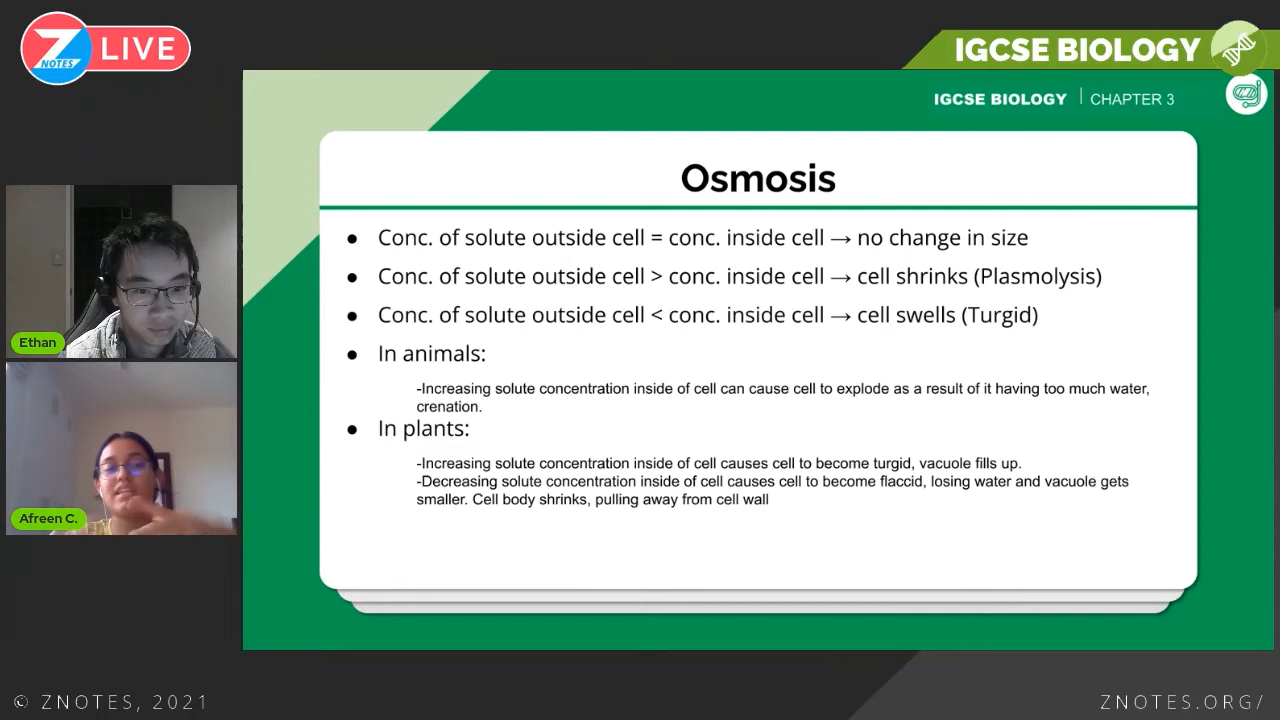 Z NOTES LIVE
IGCSE BIOLOGY
IGCSE BIOLOGY | CHAPTER 3
Osmosis
● Conc. of solute outside cell = conc. inside cell → no change in size
● Conc. of solute outside cell > conc. inside cell → cell shrinks (Plasmolysis)
● Conc. of solute outside cell < conc. inside cell → cell swells (Turgid)
● In animals:
-Increasing solute concentration inside of cell can cause cell to explode as a result of it having too much water,
crenation.
● In plants:
-Increasing solute concentration inside of cell causes cell to become turgid, vacuole fills up.
-Decreasing solute concentration inside of cell causes cell to become flaccid, losing water and vacuole gets
smaller. Cell body shrinks, pulling away from cell wall
Ethan
Afreen C.
© ZNOTES, 2021
ZNOTES.ORG/